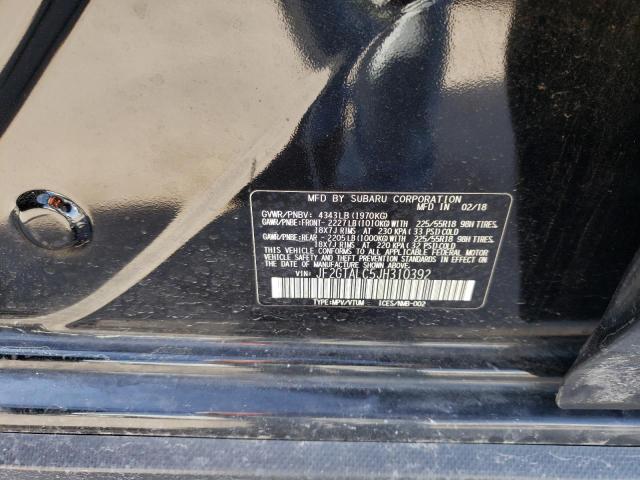 MFD BY SUBARU CORPORATION MFD IN 02/18
GVWR/PNBV: 4343LB(1970KG)
GAWR/PNBE:FRONT- 2227LB(1010KG)WITH 225/55R18 98H TIRES.
18X7J RIMS AT 230 KPA(33 PSI)COLD
GAWR/PNBE:REAR -2205LB(1000KG)WITH 225/55R18 98H TIRES.
18X7J RIMS AT 220 KPA(32 PSI)COLD
THIS VEHICLE CONFORMS TO ALL APPLICABLE FEDERAL MOTOR
VEHICLE SAFETY STANDARDS IN EFFECT ON THE DATE OF
MANUFACTURE SHOWN ABOVE.
VIN: JF2GTALC5JH310392
TYPE:MPV/VTUM ICES/NMB-002